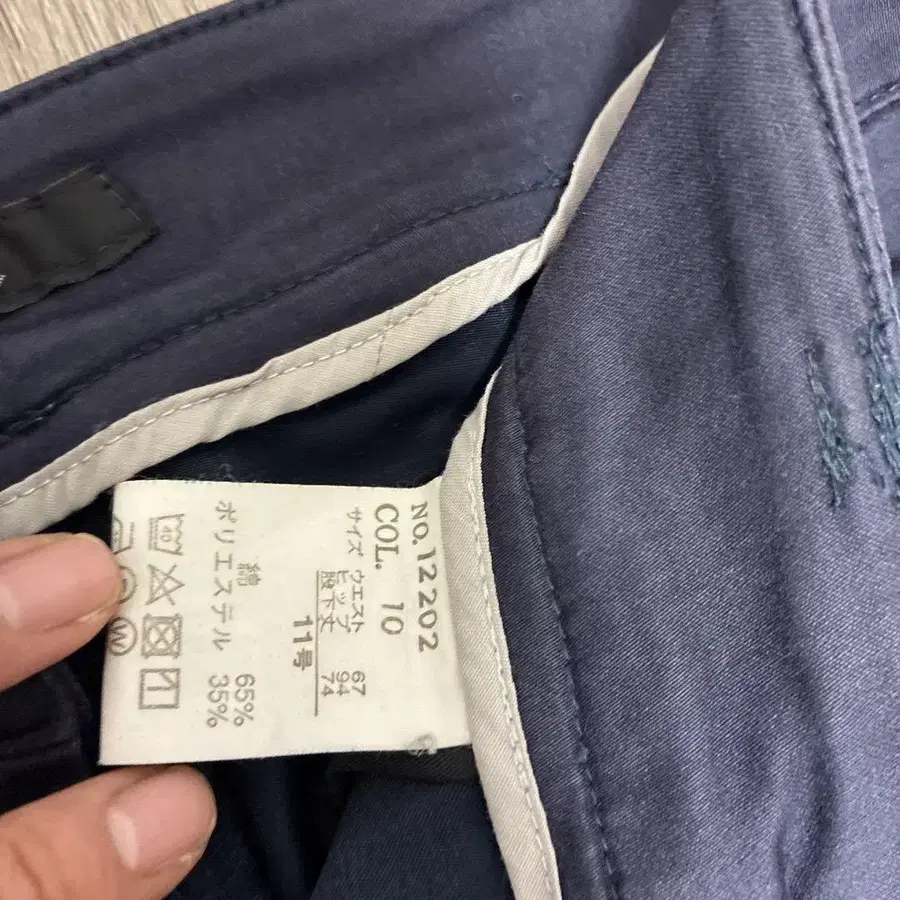 NO.12202
COL. 10
サイズ ウエスト 67
ヒップ 94
股下丈 74
11号
綿 65%
ポリエステル 35%
40
W